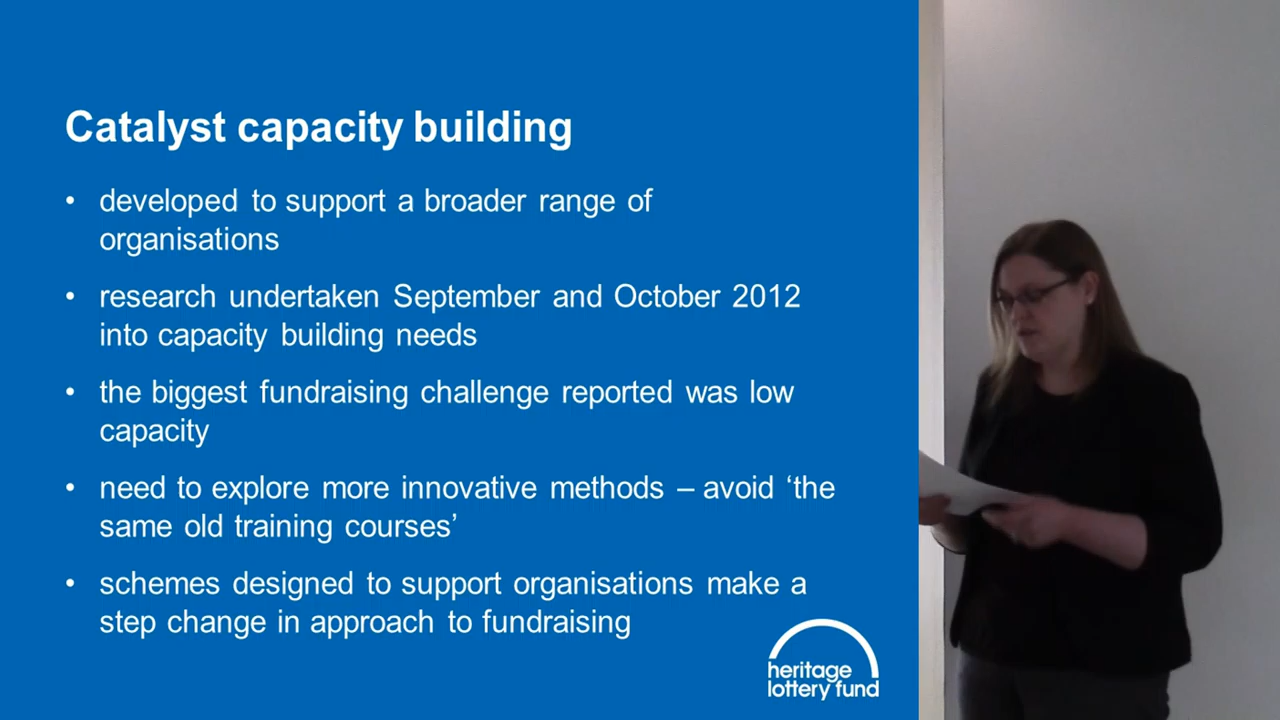 Catalyst capacity building
• developed to support a broader range of
organisations
• research undertaken September and October 2012
into capacity building needs
• the biggest fundraising challenge reported was low
capacity
• need to explore more innovative methods – avoid ‘the
same old training courses’
• schemes designed to support organisations make a
step change in approach to fundraising
heritage
lottery fund